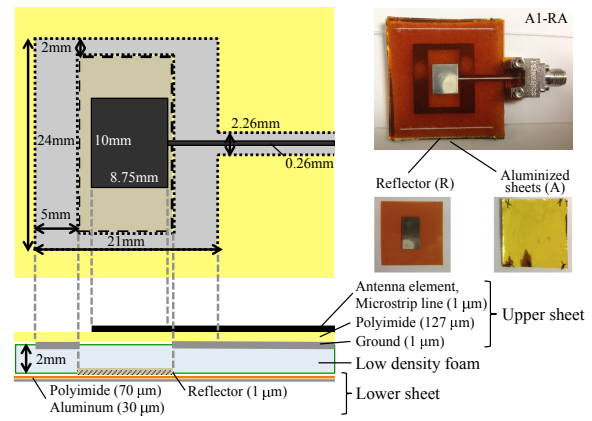 A1-RA
2mm
24mm
10mm
8.75mm
2.26mm
0.26mm
5mm
21mm
Reflector (R)
Aluminized
sheets (A)
Antenna element,
Microstrip line (1 μm)
Polyimide (127 μm)
Upper sheet
Ground (1 μm)
2mm
Low density foam
Polyimide (70 μm)
Reflector (1 μm)
Aluminum (30 μm)
Lower sheet